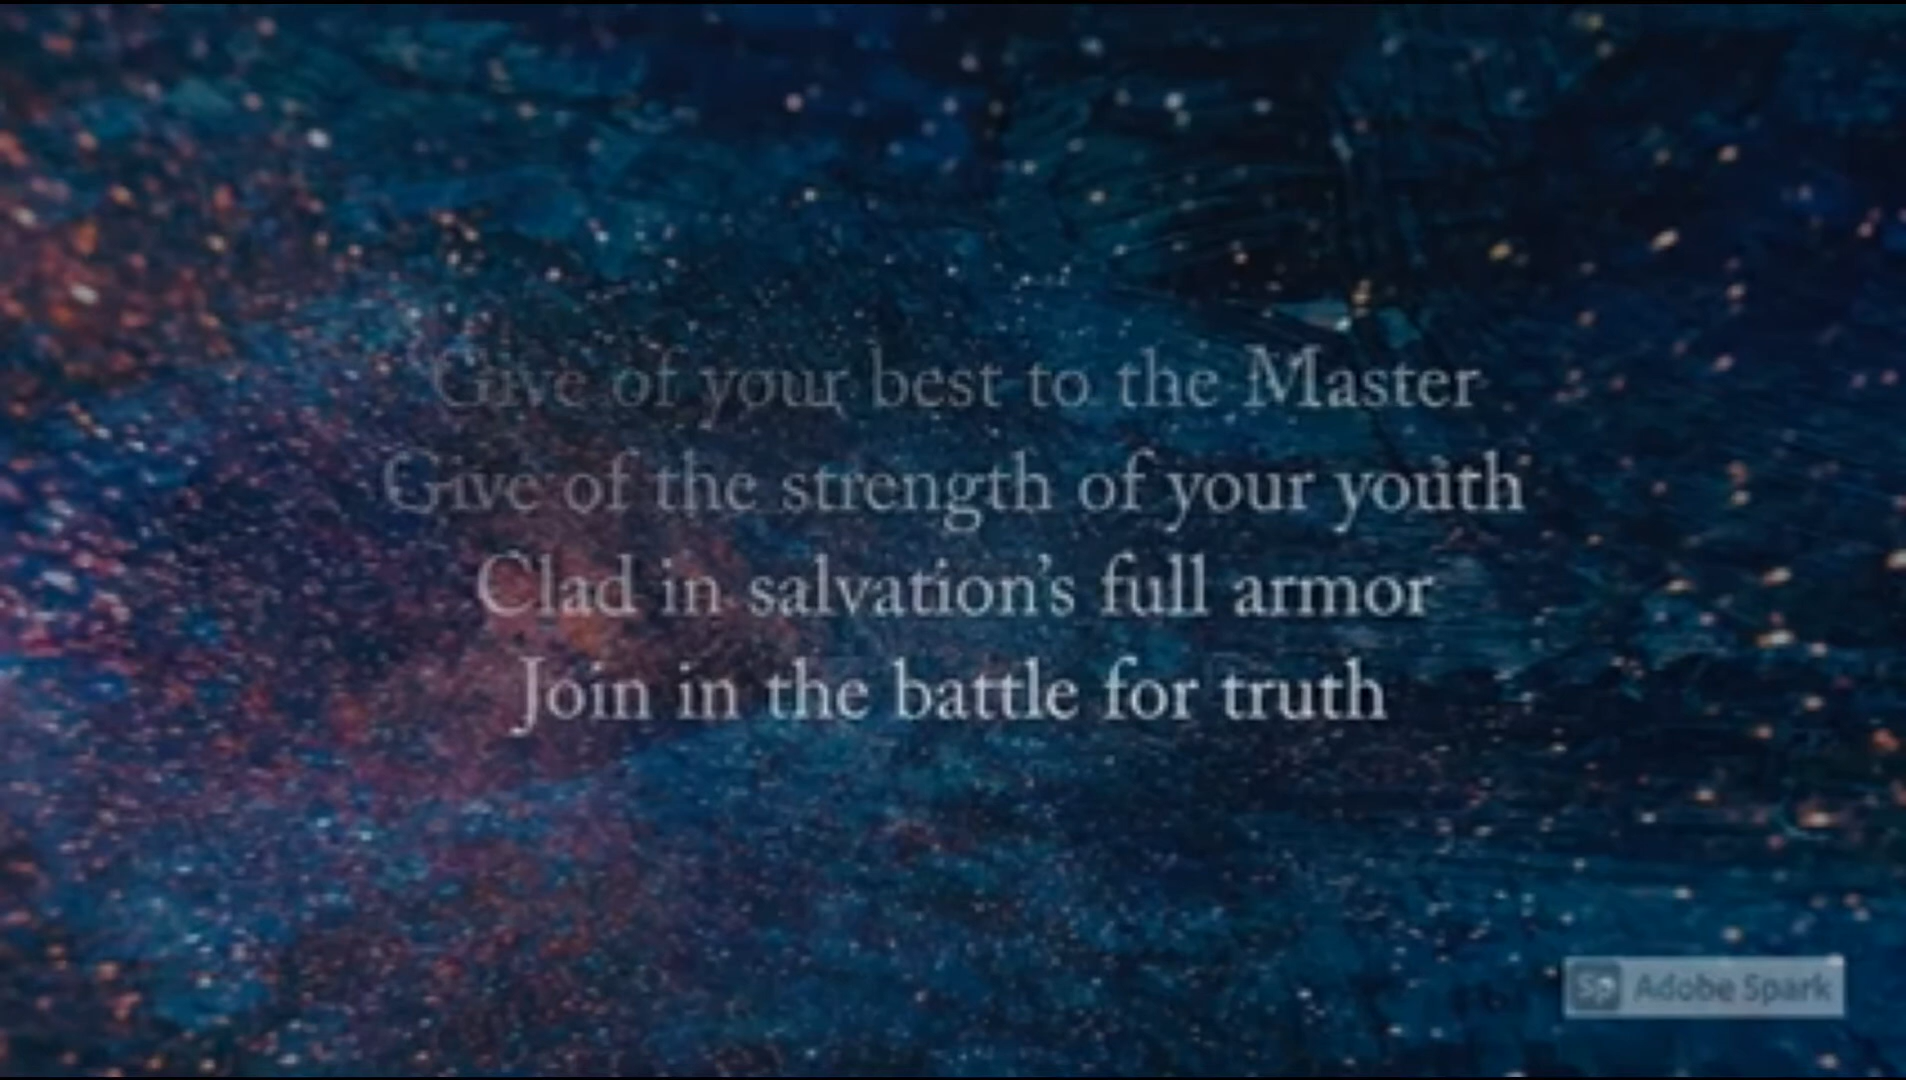 Give of your best to the Master
Give of the strength of your youth
Clad in salvation's full armor
Join in the battle for truth
Sp Adobe Spark